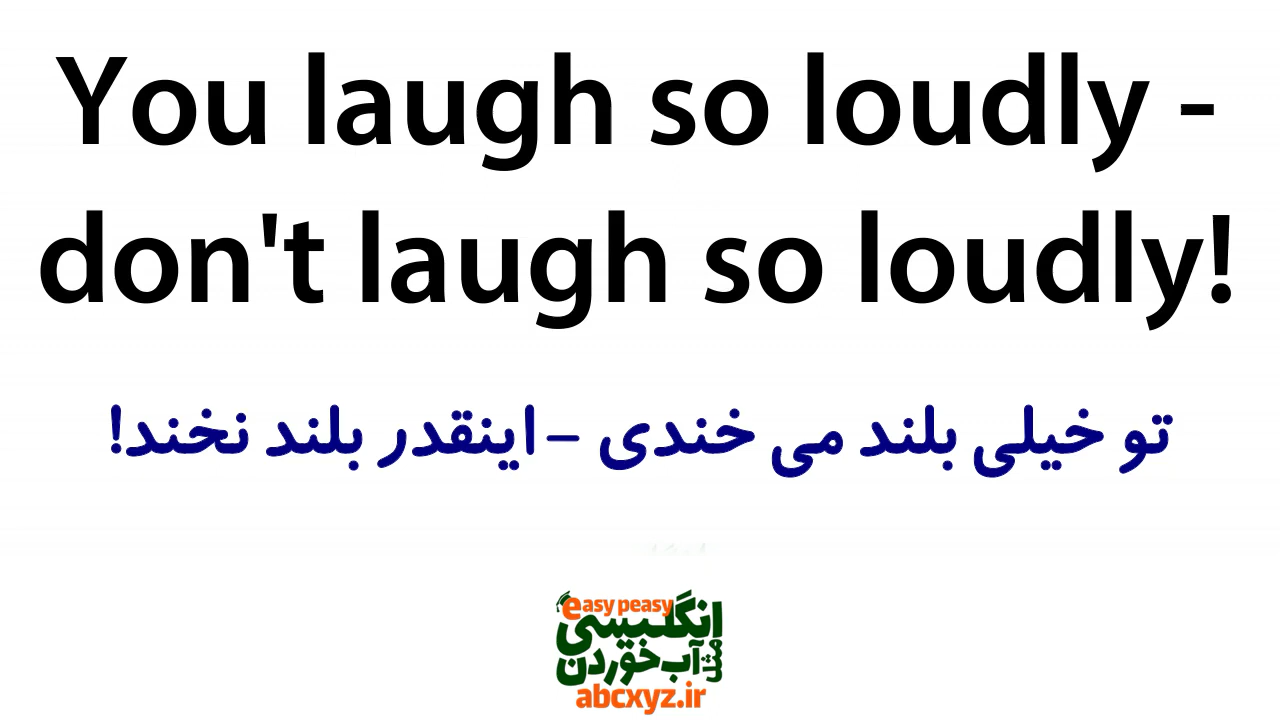 You laugh so loudly -
don't laugh so loudly!
تو خیلی بلند می خندی – اینقدر بلند نخند!
easy peasy
انگلیسی
مثل آب خوردن
abcxyz.ir